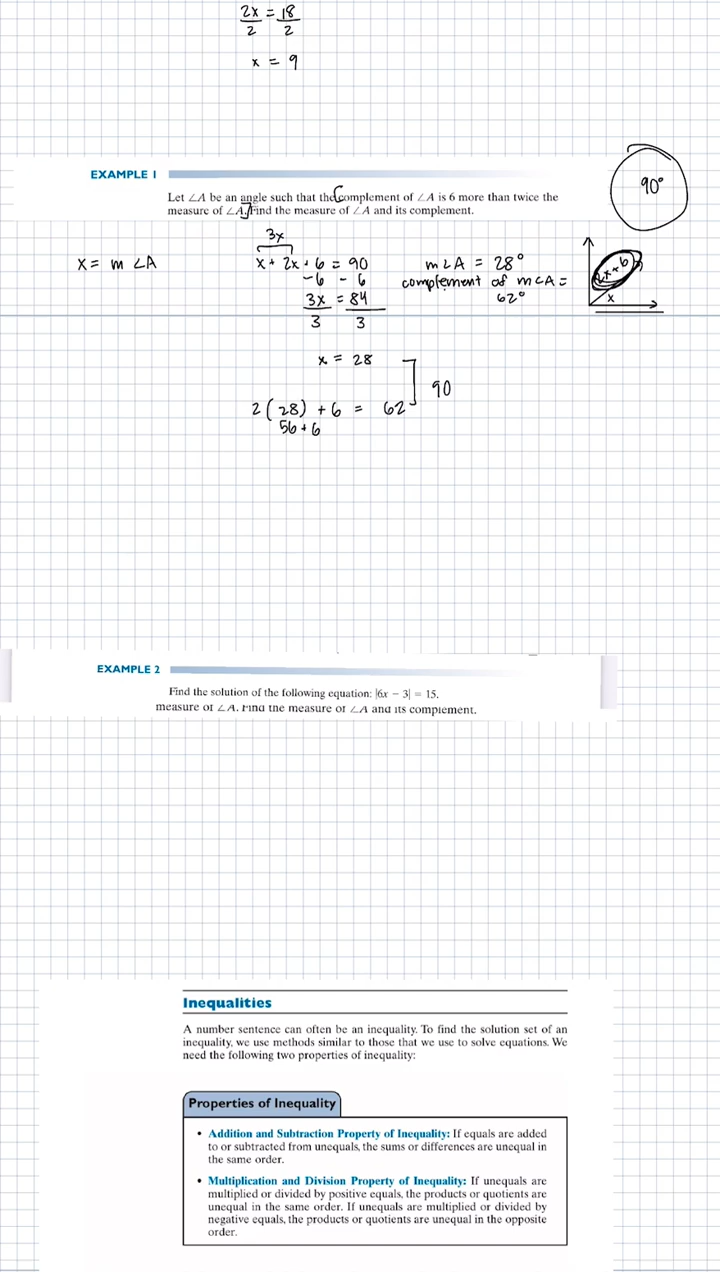 2x = 18
2 2
x = 9
EXAMPLE 1
90°
Let ∠A be an angle such that the complement of ∠A is 6 more than twice the
measure of ∠A. Find the measure of ∠A and its complement.
3x
x = m ∠A
x + 2x + 6 = 90
-6 - 6
3x = 84
3 3
x = 28
2(28) + 6 = 62
56 + 6
90
m∠A = 28°
complement of m∠A =
62°
2x+6
x
EXAMPLE 2
Find the solution of the following equation: |6x − 3| = 15.
measure of ∠A. Find the measure of ∠A and its complement.
Inequalities
A number sentence can often be an inequality. To find the solution set of an
inequality, we use methods similar to those that we use to solve equations. We
need the following two properties of inequality:
Properties of Inequality
• Addition and Subtraction Property of Inequality: If equals are added
to or subtracted from unequals, the sums or differences are unequal in
the same order.
• Multiplication and Division Property of Inequality: If unequals are
multiplied or divided by positive equals, the products or quotients are
unequal in the same order. If unequals are multiplied or divided by
negative equals, the products or quotients are unequal in the opposite
order.